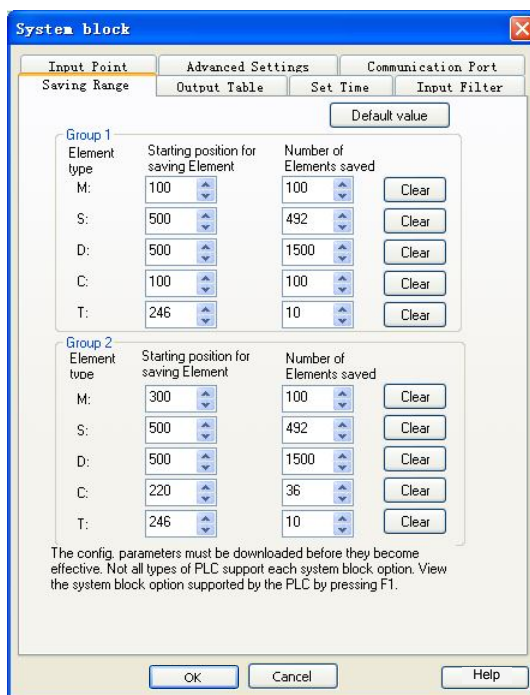 System block
Input Point Advanced Settings Communication Port
Saving Range Output Table Set Time Input Filter
Default value
Group 1
Element type Starting position for saving Element Number of Elements saved
M: 100 100 Clear
S: 500 492 Clear
D: 500 1500 Clear
C: 100 100 Clear
T: 246 10 Clear
Group 2
Element type Starting position for saving Element Number of Elements saved
M: 300 100 Clear
S: 500 492 Clear
D: 500 1500 Clear
C: 220 36 Clear
T: 246 10 Clear
The config. parameters must be downloaded before they become
effective. Not all types of PLC support each system block option. View
the system block option supported by the PLC by pressing F1.
OK Cancel Help